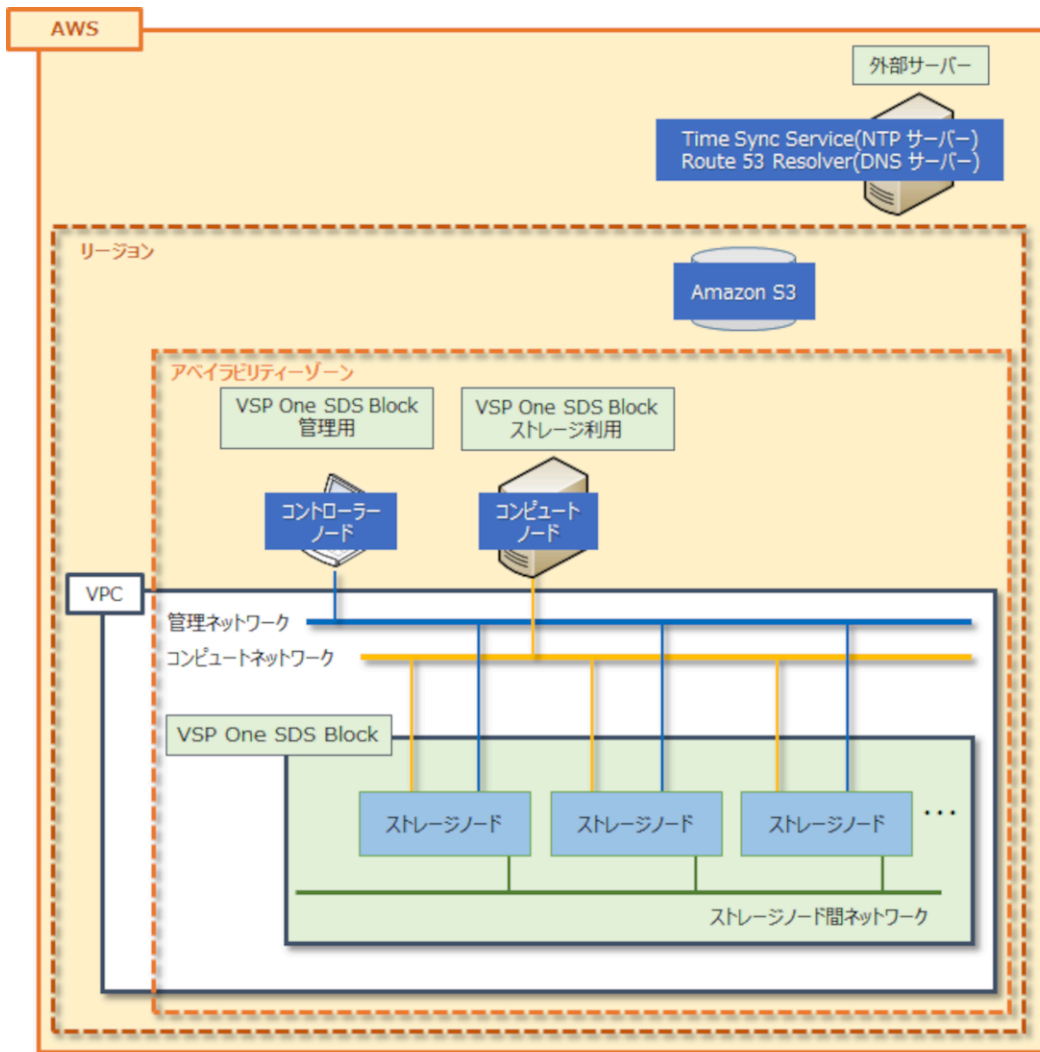 AWS
外部サーバー
Time Sync Service(NTP サーバー)
Route 53 Resolver(DNS サーバー)
リージョン
Amazon S3
アベイラビリティーゾーン
VSP One SDS Block
管理用
VSP One SDS Block
ストレージ利用
コントローラー
ノード
コンピュート
ノード
VPC
管理ネットワーク
コンピュートネットワーク
VSP One SDS Block
ストレージノード
ストレージノード
ストレージノード
・・・
ストレージノード間ネットワーク